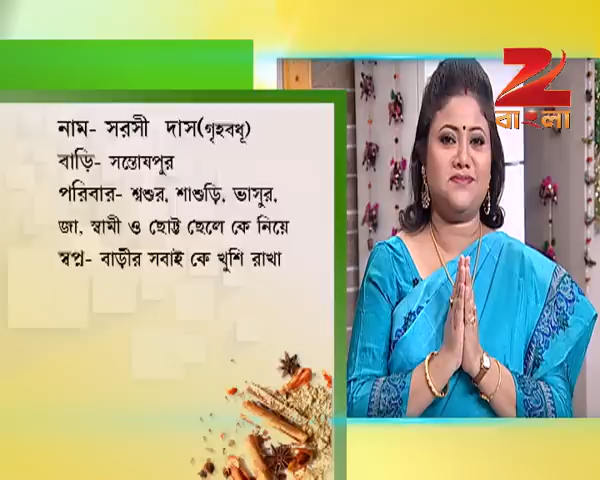 নাম- সরসী দাস(গৃহবধূ)
বাড়ি- সন্তোষপুর
পরিবার- শ্বশুর, শাশুড়ি, ভাসুর,
জা, স্বামী ও ছোট্ট ছেলে কে নিয়ে
স্বপ্ন- বাড়ীর সবাই কে খুশি রাখা
Z
বাংলা